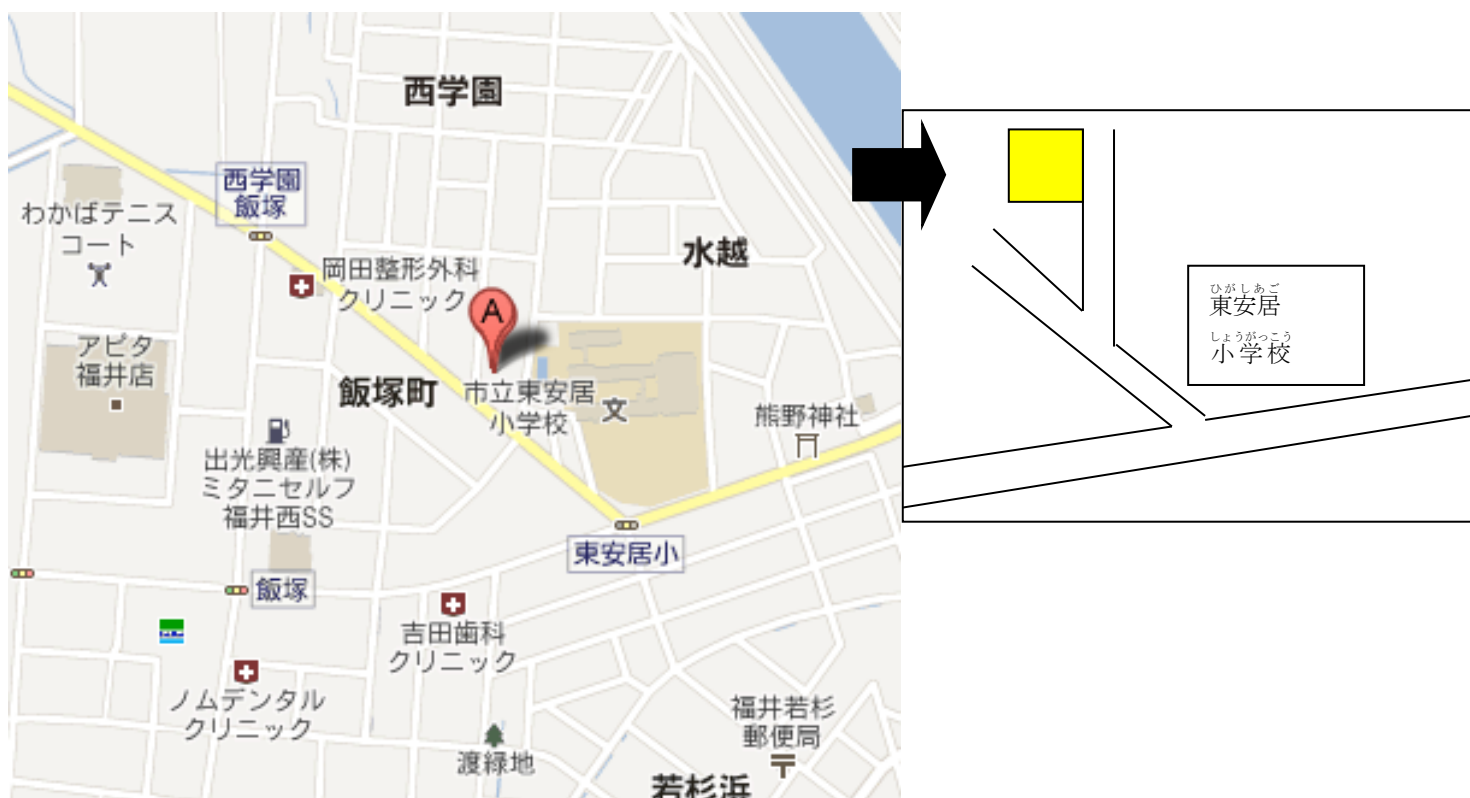 西学園
西学園
飯塚
わかばテニス
コート
水越
岡田整形外科
クリニック
A
アピタ
福井店
飯塚町
市立東安居
小学校
文
熊野神社
出光興産(株)
ミタニセルフ
福井西SS
東安居小
飯塚
吉田歯科
クリニック
ノムデンタル
クリニック
福井若杉
郵便局
渡緑地
若杉浜
ひがしあご
東安居
しょうがっこう
小学校